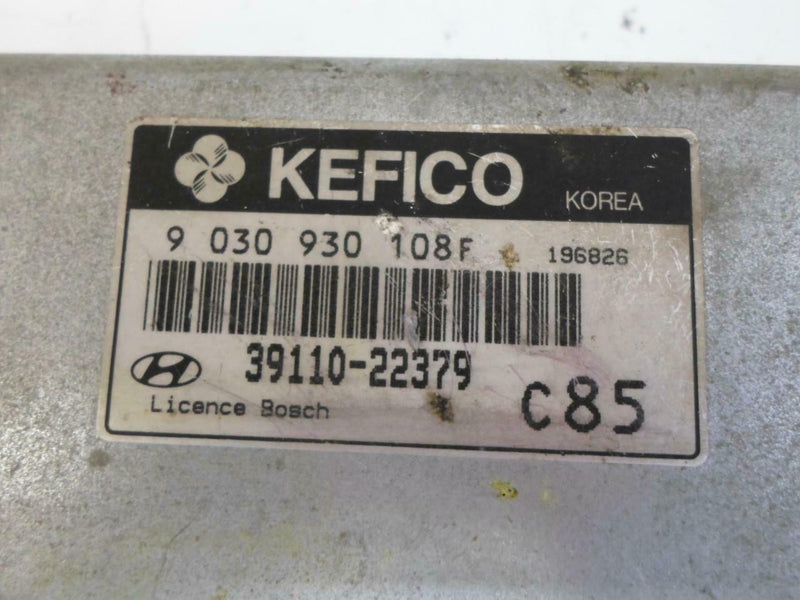 KEFICO KOREA
9 030 930 108F 196826
39110-22379
Licence Bosch C85